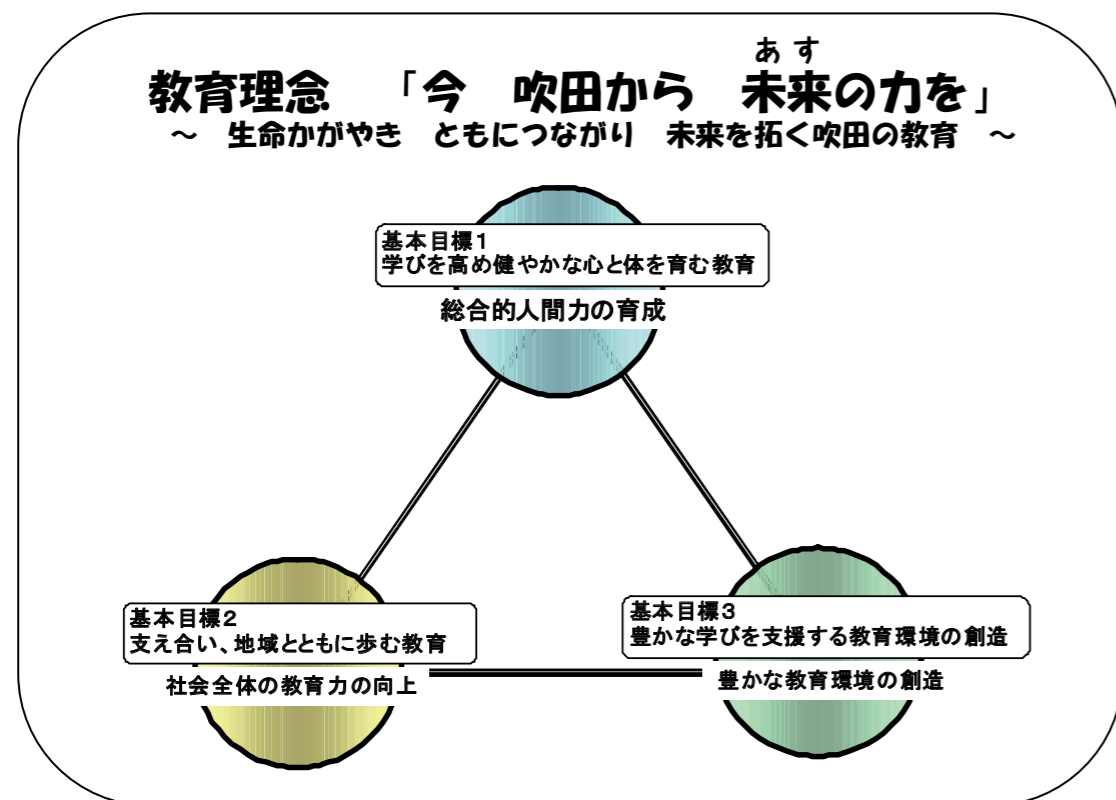 あす
教育理念　「今　吹田から　未来の力を」
～　生命かがやき　ともにつながり　未来を拓く吹田の教育　～
基本目標１
学びを高め健やかな心と体を育む教育
総合的人間力の育成
基本目標２
支え合い、地域とともに歩む教育
社会全体の教育力の向上
基本目標３
豊かな学びを支援する教育環境の創造
豊かな教育環境の創造